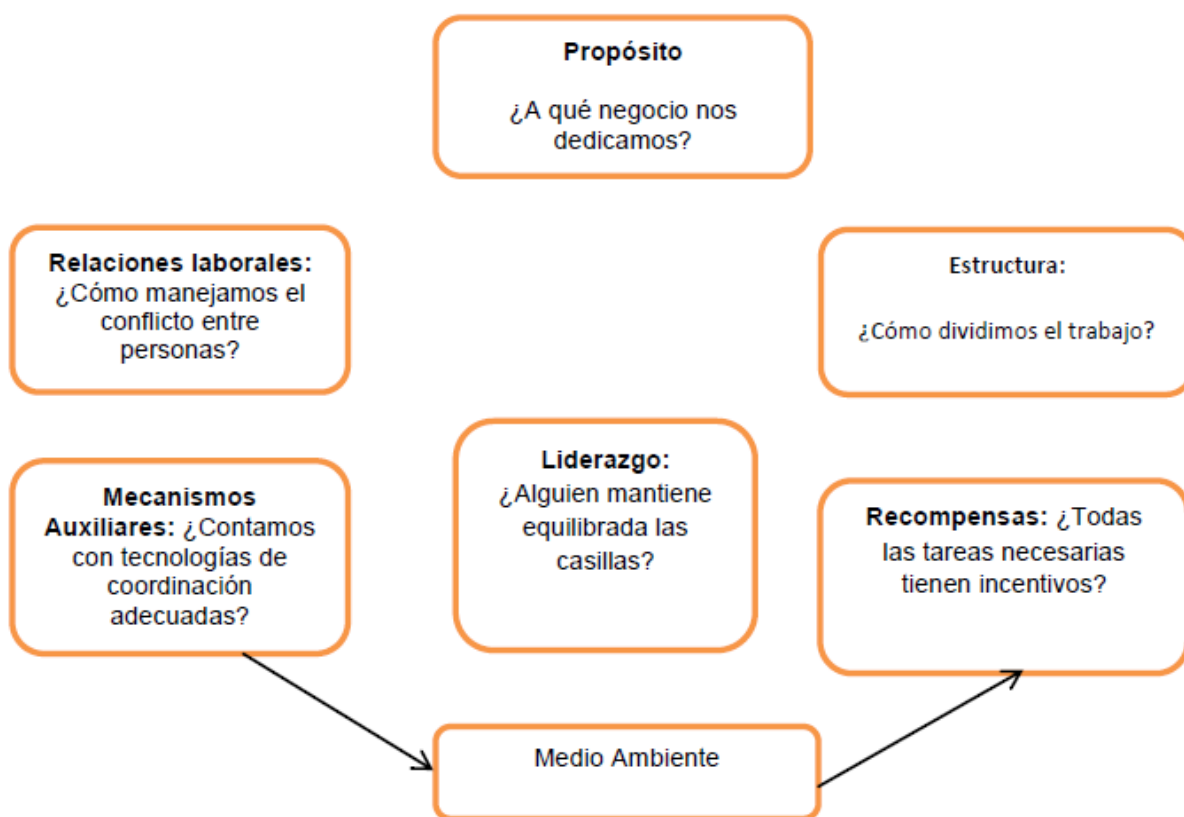 Propósito
¿A qué negocio nos
dedicamos?
Relaciones laborales:
¿Cómo manejamos el
conflicto entre
personas?
Estructura:
¿Cómo dividimos el trabajo?
Mecanismos
Auxiliares: ¿Contamos
con tecnologías de
coordinación
adecuadas?
Liderazgo:
¿Alguien mantiene
equilibrada las
casillas?
Recompensas: ¿Todas
las tareas necesarias
tienen incentivos?
Medio Ambiente